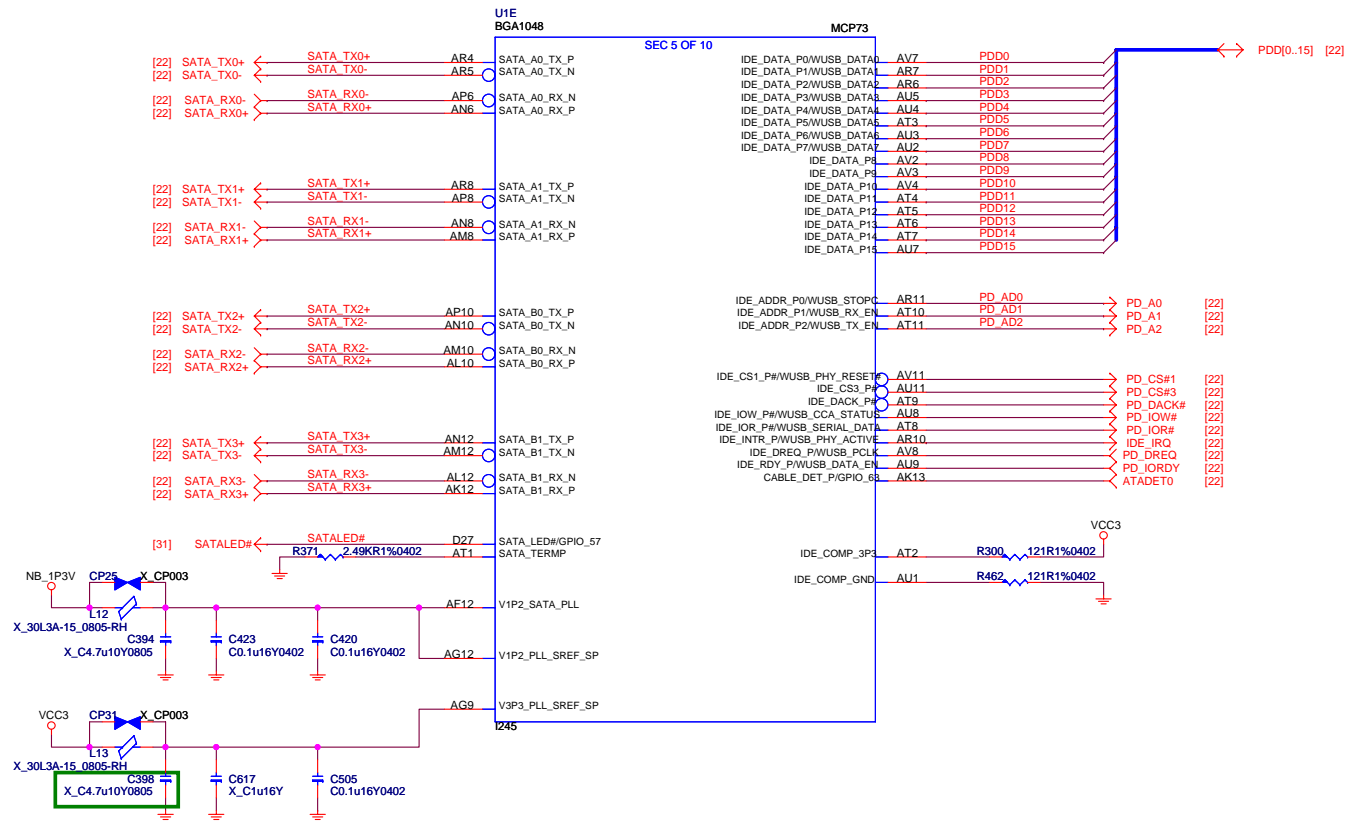 U1E
BGA1048
MCP73
SEC 5 OF 10
[22] SATA_TX0+ SATA_TX0+ AR4 SATA_A0_TX_P
[22] SATA_TX0- SATA_TX0- AR5 SATA_A0_TX_N
[22] SATA_RX0- SATA_RX0- AP6 SATA_A0_RX_N
[22] SATA_RX0+ SATA_RX0+ AN6 SATA_A0_RX_P
[22] SATA_TX1+ SATA_TX1+ AR8 SATA_A1_TX_P
[22] SATA_TX1- SATA_TX1- AP8 SATA_A1_TX_N
[22] SATA_RX1- SATA_RX1- AN8 SATA_A1_RX_N
[22] SATA_RX1+ SATA_RX1+ AM8 SATA_A1_RX_P
[22] SATA_TX2+ SATA_TX2+ AP10 SATA_B0_TX_P
[22] SATA_TX2- SATA_TX2- AN10 SATA_B0_TX_N
[22] SATA_RX2- SATA_RX2- AM10 SATA_B0_RX_N
[22] SATA_RX2+ SATA_RX2+ AL10 SATA_B0_RX_P
[22] SATA_TX3+ SATA_TX3+ AN12 SATA_B1_TX_P
[22] SATA_TX3- SATA_TX3- AM12 SATA_B1_TX_N
[22] SATA_RX3- SATA_RX3- AL12 SATA_B1_RX_N
[22] SATA_RX3+ SATA_RX3+ AK12 SATA_B1_RX_P
[31] SATALED# SATALED# D27 SATA_LED#/GPIO_57
R371 2.49KR1%0402 AT1 SATA_TERMP
NB_1P3V CP25 X_CP003
AF12 V1P2_SATA_PLL
L12
X_30L3A-15_0805-RH
C394 C423 C420
X_C4.7u10Y0805 C0.1u16Y0402 C0.1u16Y0402
AG12 V1P2_PLL_SREF_SP
AG9 V3P3_PLL_SREF_SP
I245
VCC3 CP31 X_CP003
L13
X_30L3A-15_0805-RH
C398 C617 C505
X_C4.7u10Y0805 X_C1u16Y C0.1u16Y0402
PDD[0..15] [22]
IDE_DATA_P0/WUSB_DATA0 AV7 PDD0
IDE_DATA_P1/WUSB_DATA1 AR7 PDD1
IDE_DATA_P2/WUSB_DATA2 AR6 PDD2
IDE_DATA_P3/WUSB_DATA3 AU5 PDD3
IDE_DATA_P4/WUSB_DATA4 AU4 PDD4
IDE_DATA_P5/WUSB_DATA5 AT3 PDD5
IDE_DATA_P6/WUSB_DATA6 AU3 PDD6
IDE_DATA_P7/WUSB_DATA7 AU2 PDD7
IDE_DATA_P8 AV2 PDD8
IDE_DATA_P9 AV3 PDD9
IDE_DATA_P10 AV4 PDD10
IDE_DATA_P11 AT4 PDD11
IDE_DATA_P12 AT5 PDD12
IDE_DATA_P13 AT6 PDD13
IDE_DATA_P14 AT7 PDD14
IDE_DATA_P15 AU7 PDD15
IDE_ADDR_P0/WUSB_STOPC AR11 PD_AD0 PD_A0 [22]
IDE_ADDR_P1/WUSB_RX_EN AT10 PD_AD1 PD_A1 [22]
IDE_ADDR_P2/WUSB_TX_EN AT11 PD_AD2 PD_A2 [22]
IDE_CS1_P#/WUSB_PHY_RESET# AV11 PD_CS#1 [22]
IDE_CS3_P# AU11 PD_CS#3 [22]
IDE_DACK_P# AT9 PD_DACK# [22]
IDE_IOW_P#/WUSB_CCA_STATUS AU8 PD_IOW# [22]
IDE_IOR_P#/WUSB_SERIAL_DATA AT8 PD_IOR# [22]
IDE_INTR_P/WUSB_PHY_ACTIVE AR10 IDE_IRQ [22]
IDE_DREQ_P/WUSB_PCLK AV8 PD_DREQ [22]
IDE_RDY_P/WUSB_DATA_EN AU9 PD_IORDY [22]
CABLE_DET_P/GPIO_63 AK13 ATADET0 [22]
VCC3
IDE_COMP_3P3 AT2 R300 121R1%0402
IDE_COMP_GND AU1 R462 121R1%0402